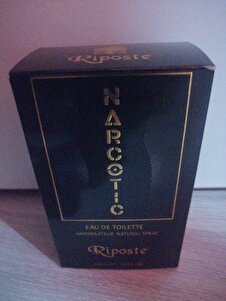 Riposte
NARCOTIC
EAU DE TOILETTE
VAPORISATEUR NATURAL SPRAY
Riposte